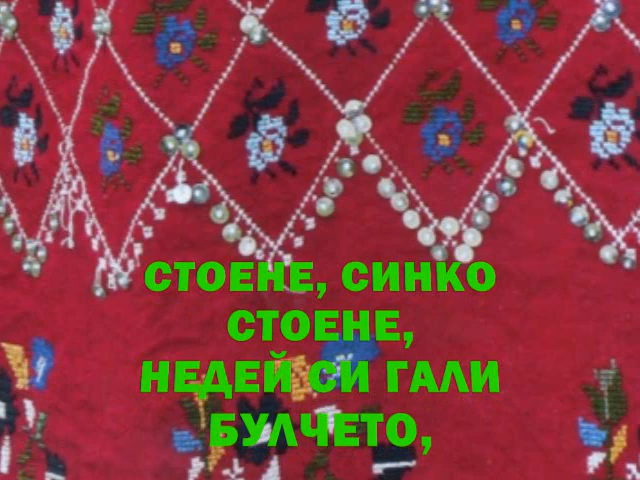 СТОЕНЕ, СИНКО
СТОЕНЕ,
НЕДЕЙ СИ ГАЛИ
БУЛЧЕТО,